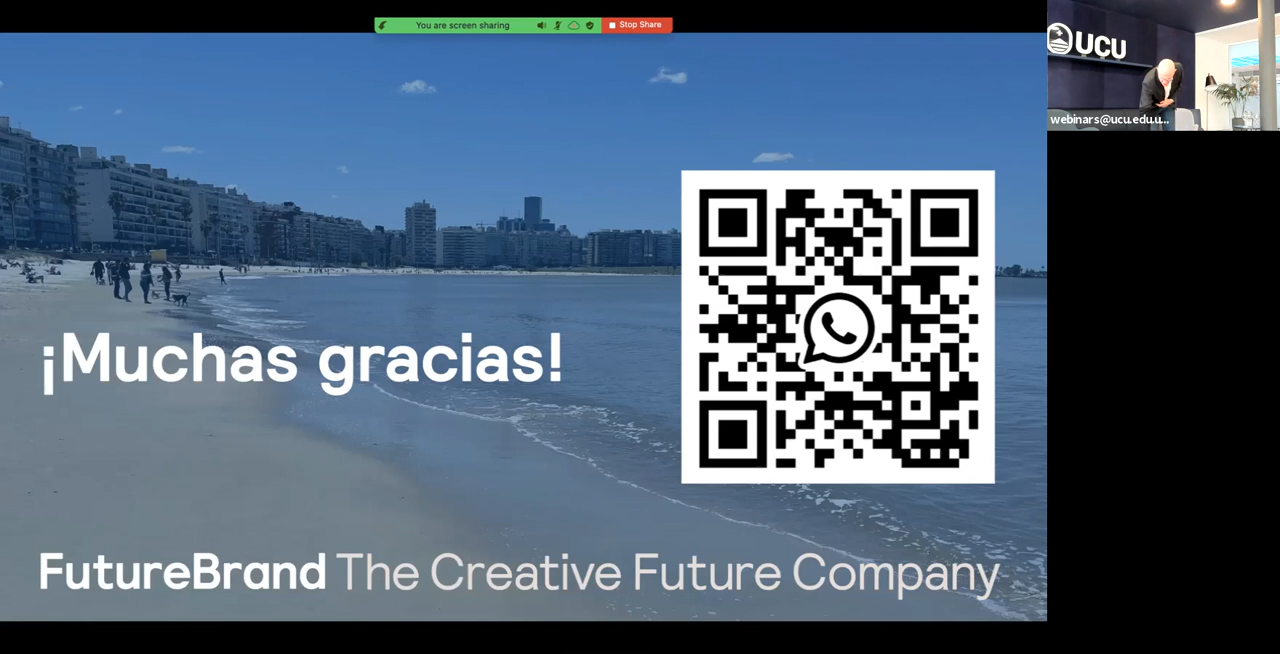 You are screen sharing
Stop Share
UCU
webinars@ucu.edu.u...
¡Muchas gracias!
FutureBrand The Creative Future Company